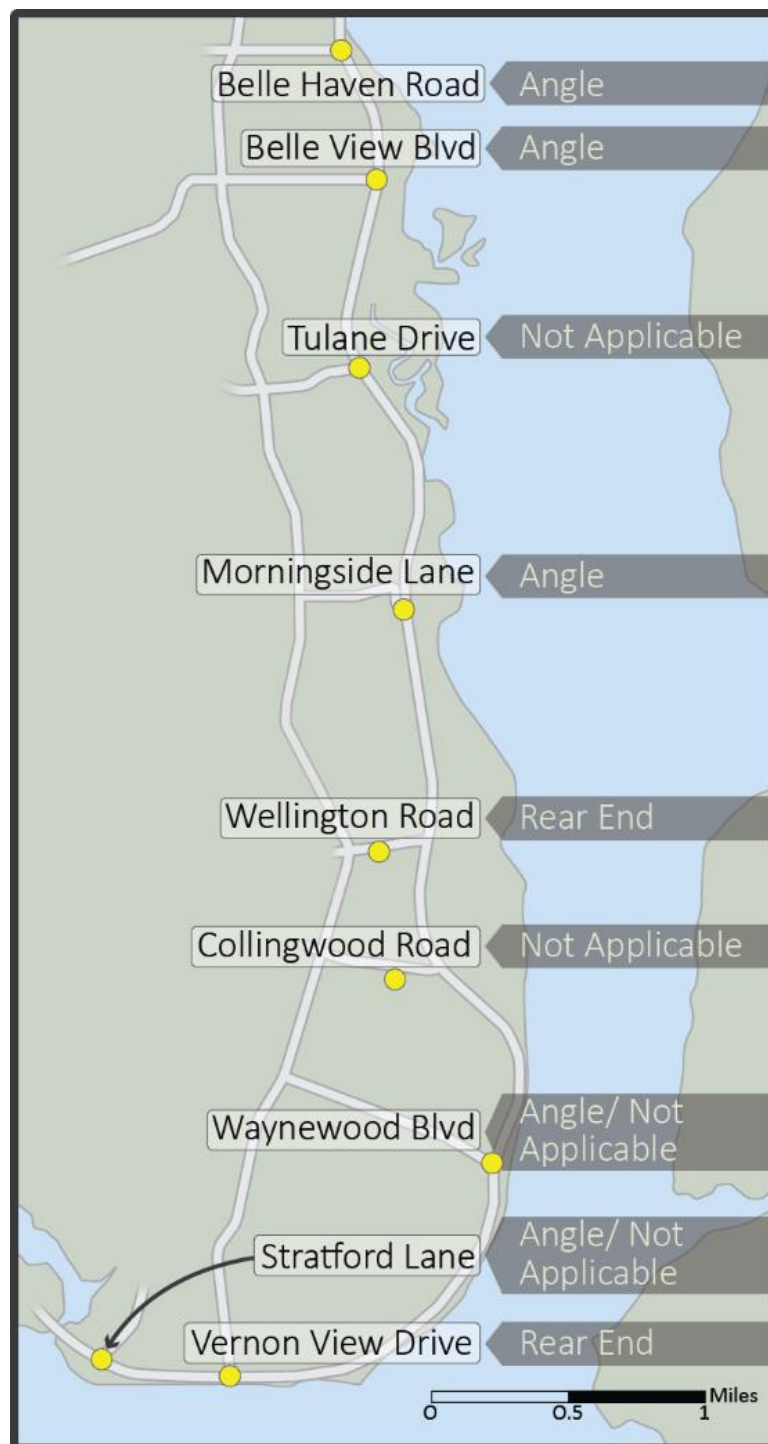 Belle Haven Road Angle
Belle View Blvd Angle
Tulane Drive Not Applicable
Morningside Lane Angle
Wellington Road Rear End
Collingwood Road Not Applicable
Waynewood Blvd Angle/ Not
Applicable
Stratford Lane Angle/ Not
Applicable
Vernon View Drive Rear End
Miles
0 0.5 1